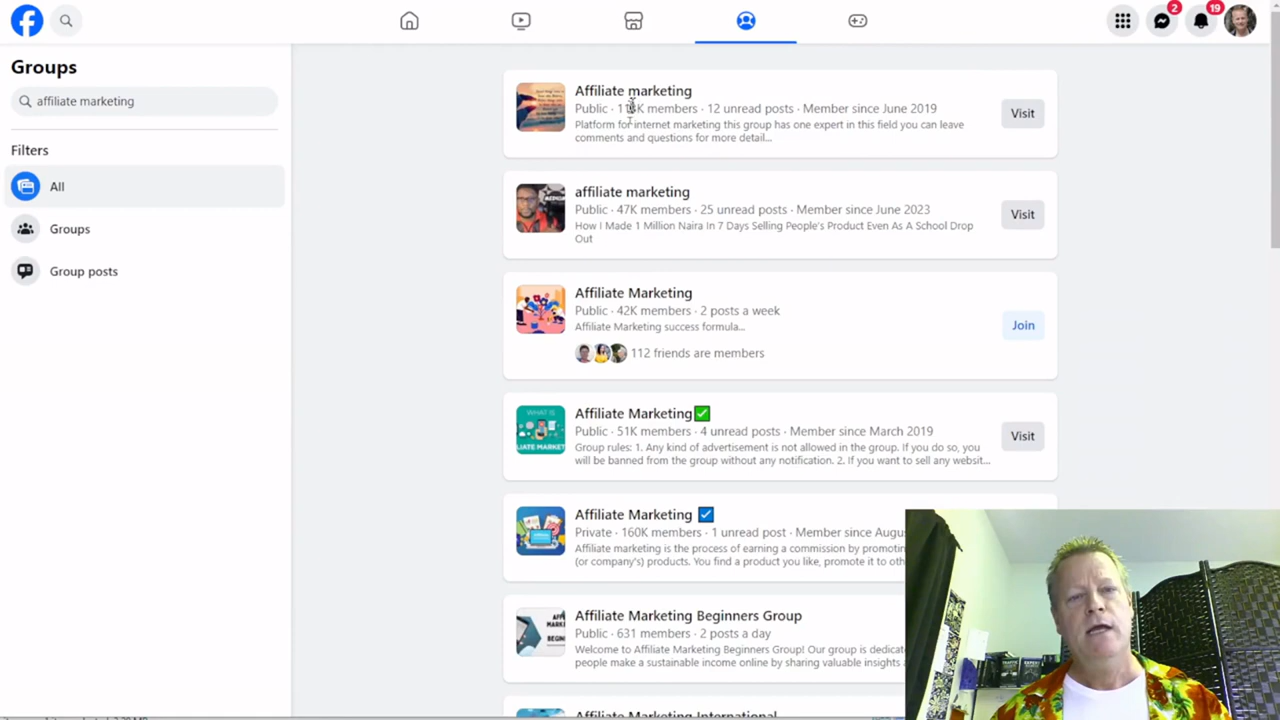 2
19
Groups
affiliate marketing
Filters
All
Groups
Group posts
Affiliate marketing
Public · members · 12 unread posts · Member since June 2019
Platform for internet marketing this group has one expert in this field you can leave
comments and questions for more detail...
Visit
affiliate marketing
Public · 47K members · 25 unread posts · Member since June 2023
How I Made 1 Million Naira In 7 Days Selling People's Product Even As A School Drop
Out
Visit
Affiliate Marketing
Public · 42K members · 2 posts a week
Affiliate Marketing success formula...
112 friends are members
Join
WHAT IS
LIATE MARKET
Affiliate Marketing✅
Public · 51K members · 4 unread posts · Member since March 2019
Group rules: 1. Any kind of advertisement is not allowed in the group. If you do so, you
will be banned from the group without any notification. 2. If you want to sell any websit...
Visit
Affiliate Marketing ☑
Private · 160K members · 1 unread post · Member since Augu
Affiliate marketing is the process of earning a commission by promotin
(or company's) products. You find a product you like, promote it to oth
Affiliate Marketing Beginners Group
Public · 631 members · 2 posts a day
Welcome to Affiliate Marketing Beginners Group! Our group is dedicate
people make a sustainable income online by sharing valuable insights a
Affiliate Marketing International